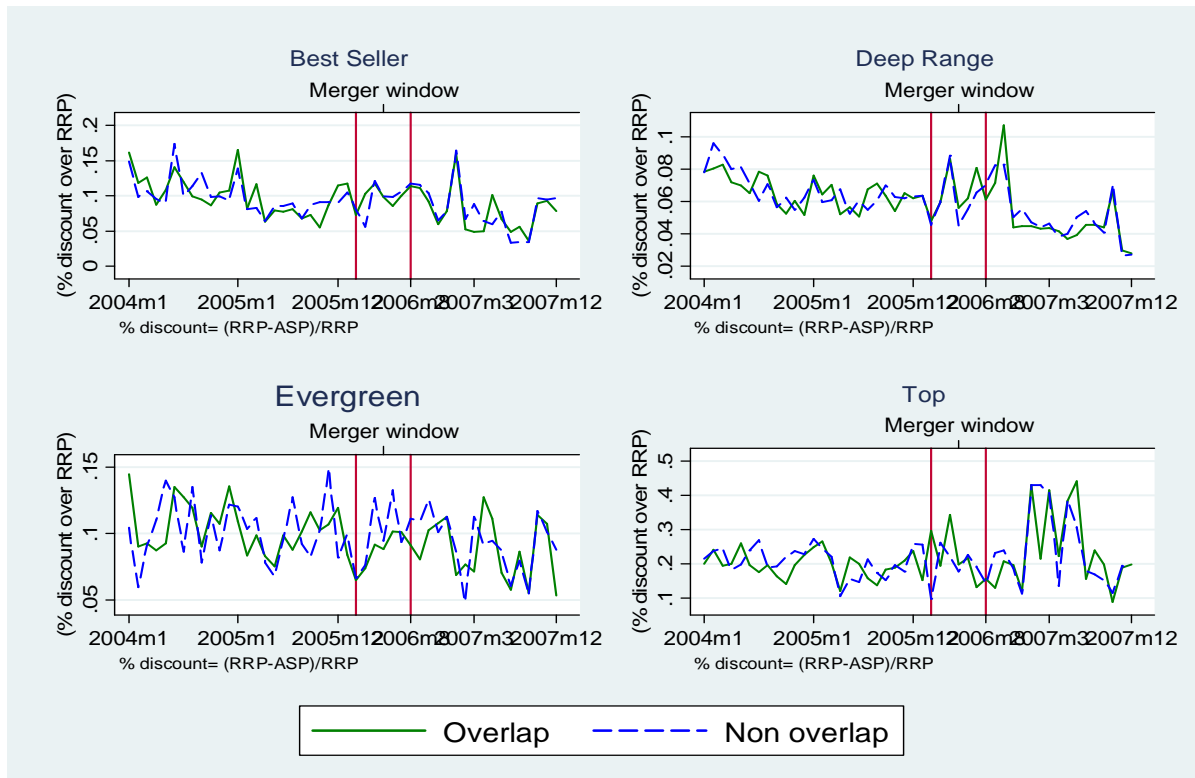 Best Seller
Merger window
(% discount over RRP)
.2
.15
.1
.05
0
2004m1 2005m1 2005m12 2006m8 2007m3 2007m12
% discount= (RRP-ASP)/RRP
Deep Range
Merger window
(% discount over RRP)
.1
.08
.06
.04
.02
2004m1 2005m1 2005m12 2006m8 2007m3 2007m12
% discount= (RRP-ASP)/RRP
Evergreen
Merger window
(% discount over RRP)
.15
.1
.05
2004m1 2005m1 2005m12 2006m8 2007m3 2007m12
% discount= (RRP-ASP)/RRP
Top
Merger window
(% discount over RRP)
.5
.4
.3
.2
.1
2004m1 2005m1 2005m12 2006m8 2007m3 2007m12
% discount= (RRP-ASP)/RRP
Overlap Non overlap